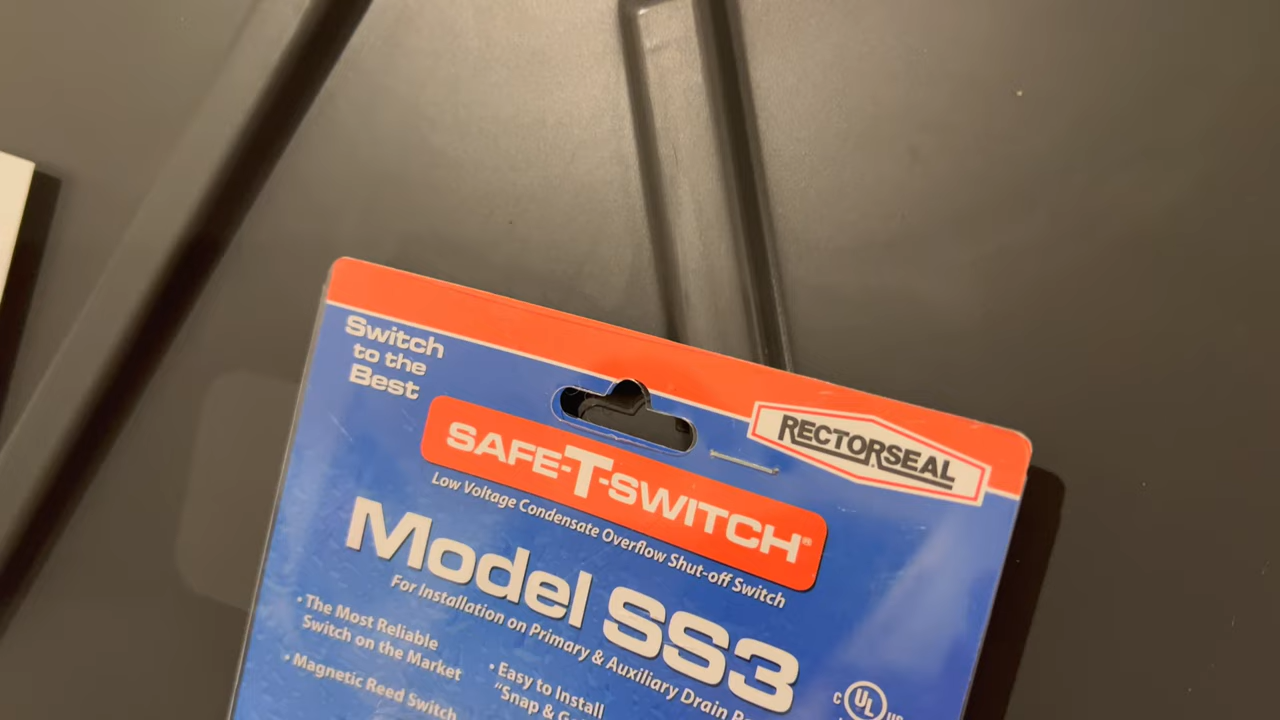 Switch
to the
Best
RECTORSEAL
SAFE-T-SWITCH®
Low Voltage Condensate Overflow Shut-off Switch
Model SS3
For Installation on Primary & Auxiliary Drain
• The Most Reliable
Switch on the Market
• Magnetic Reed Switch
• Easy to Install
"Snap &
C UL US